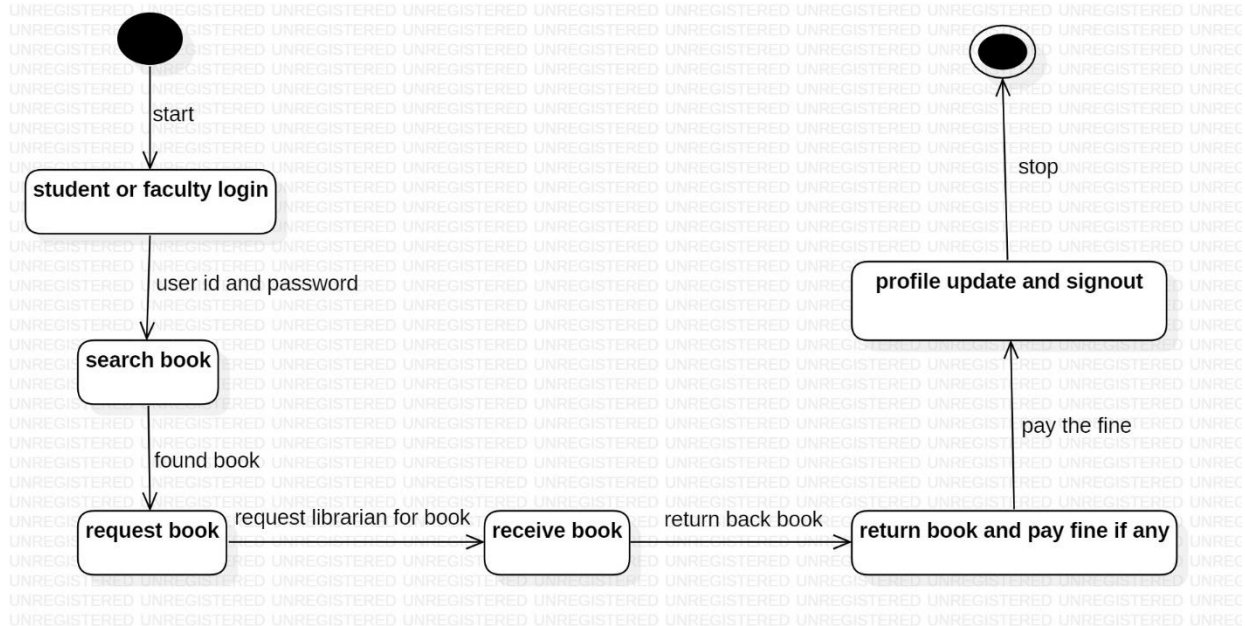 start
student or faculty login
user id and password
search book
found book
request book
request librarian for book
receive book
return back book
return book and pay fine if any
pay the fine
profile update and signout
stop
UNREGISTERED